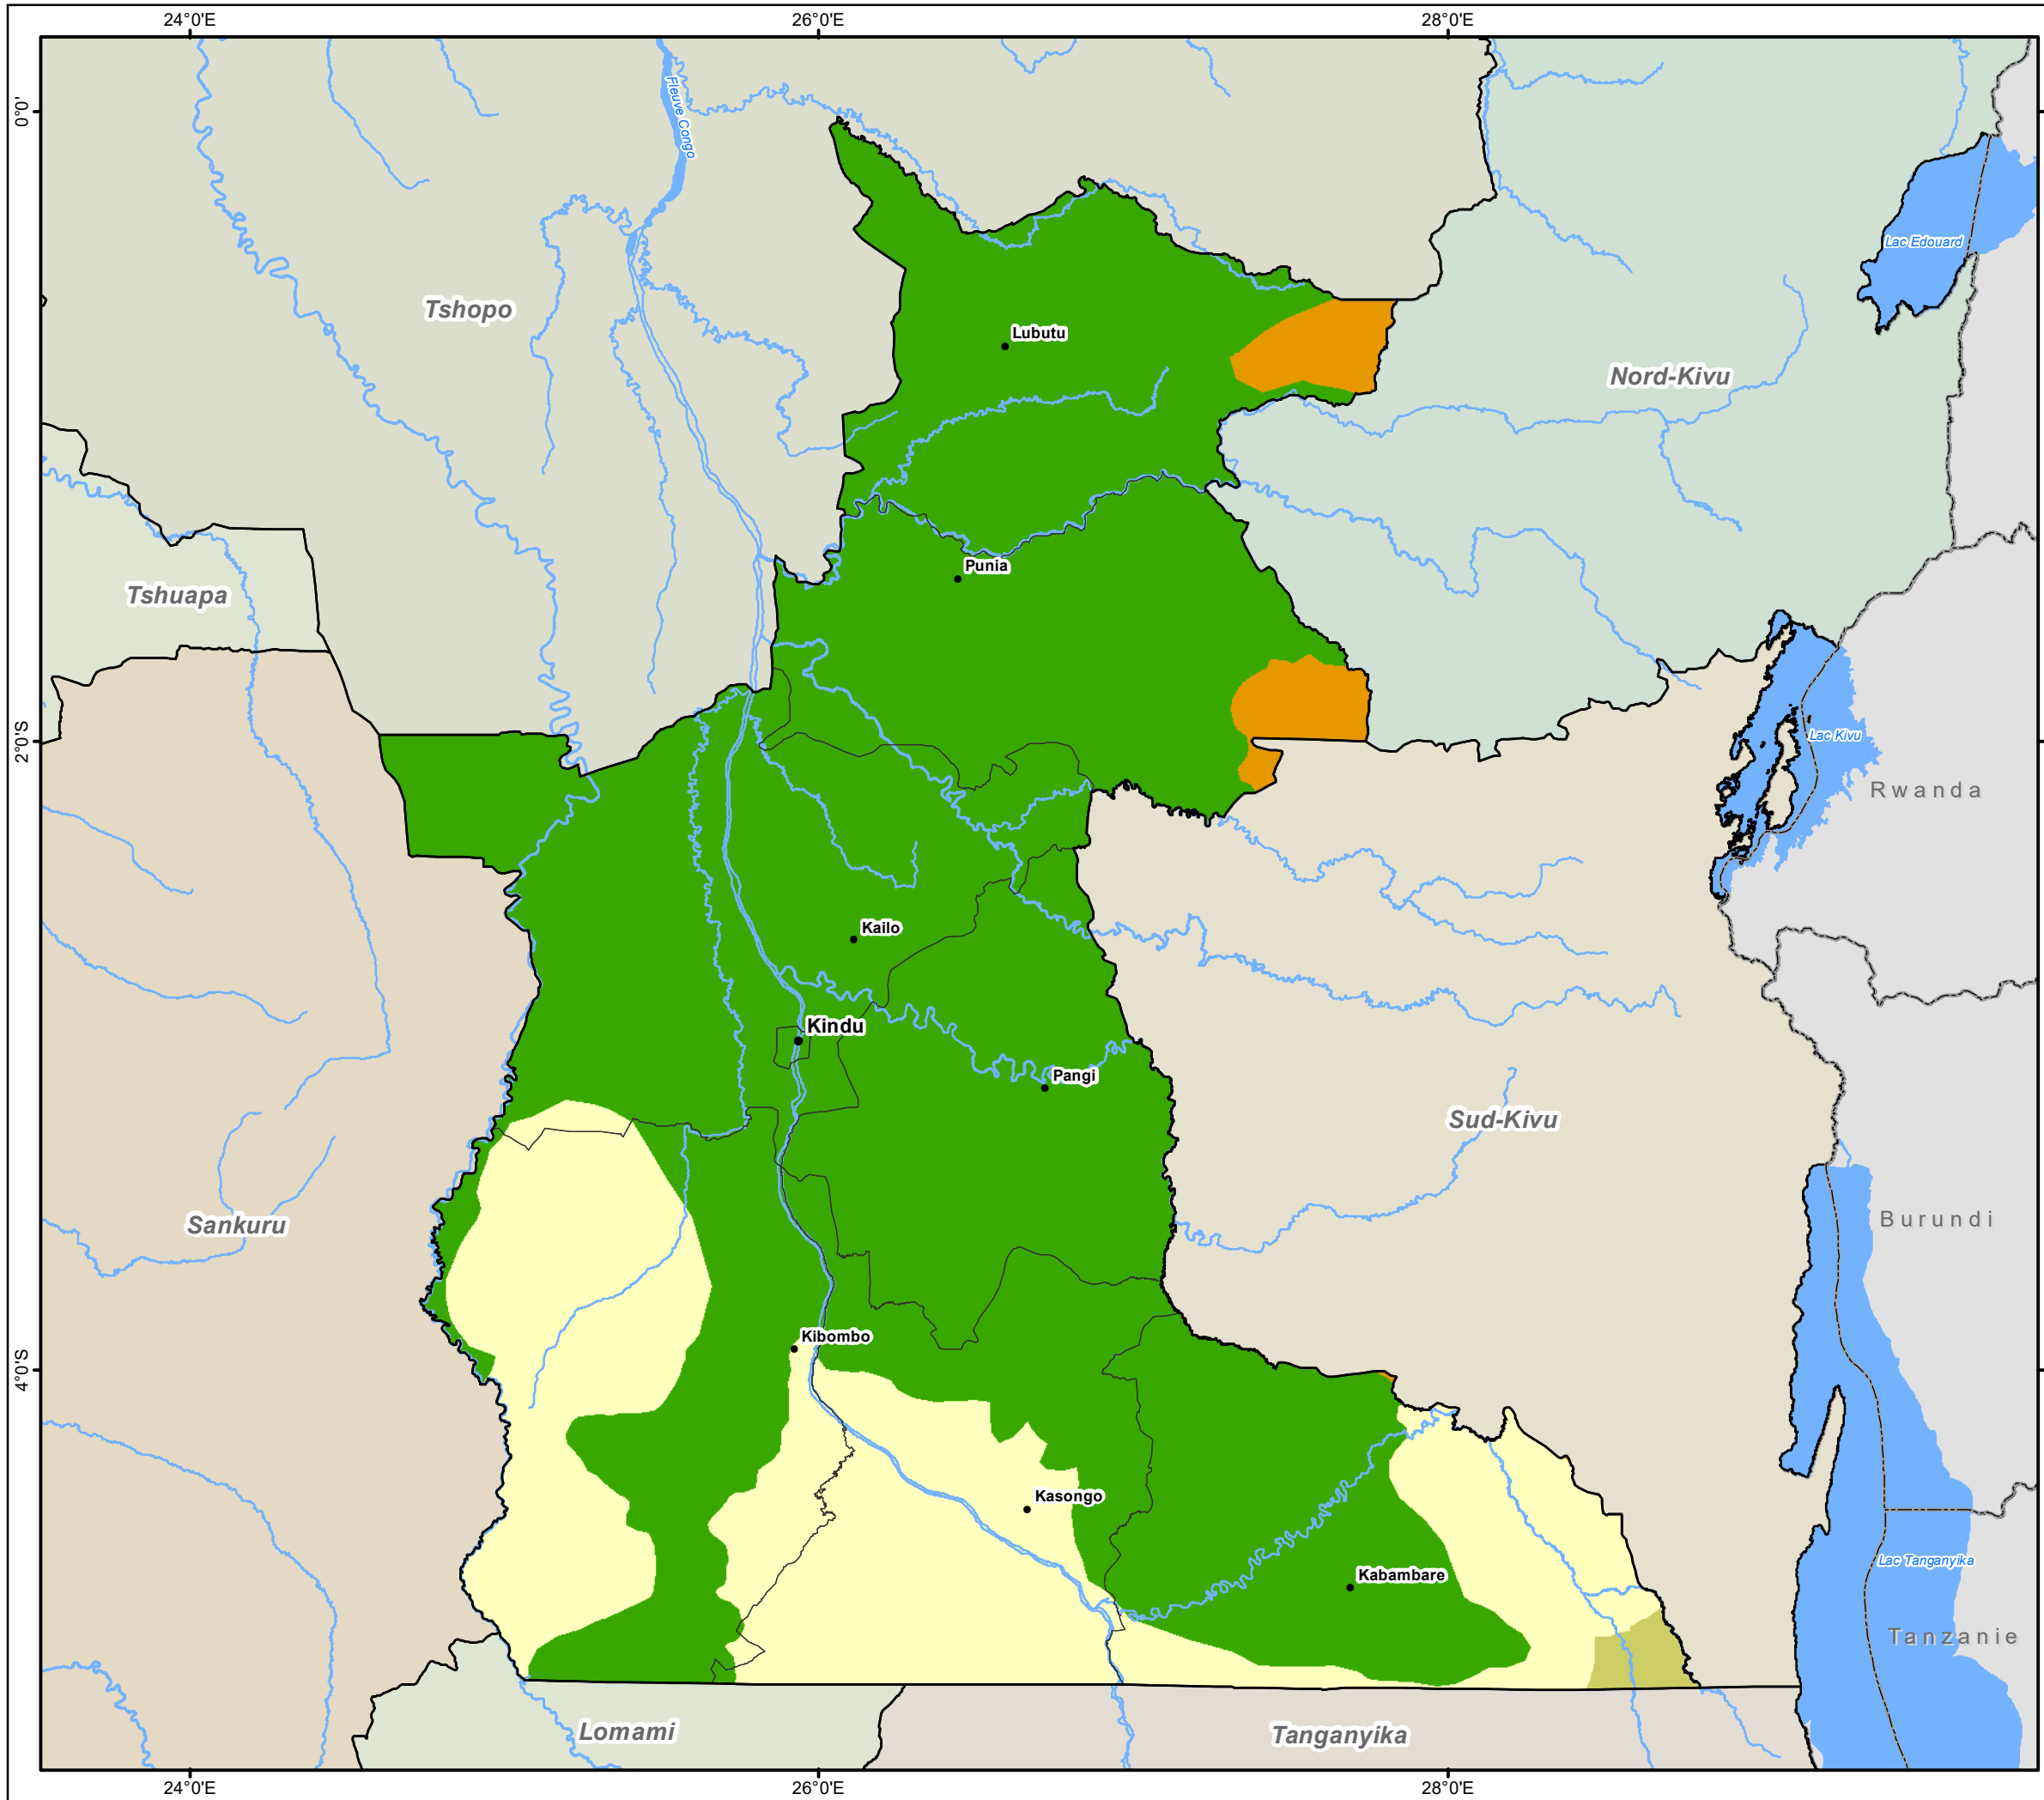 24°0'E
26°0'E
28°0'E
0°0'
Fleuve Congo
Lac Edouard
Tshopo
Lubutu
Nord-Kivu
Punia
Tshuapa
2°0'S
Lac Kivu
Rwanda
Kailo
Kindu
Pangi
Sud-Kivu
Sankuru
Burundi
Kibombo
4°0'S
Kasongo
Lac Tanganyika
Kabambare
Tanzanie
Lomami
Tanganyika
24°0'E
26°0'E
28°0'E